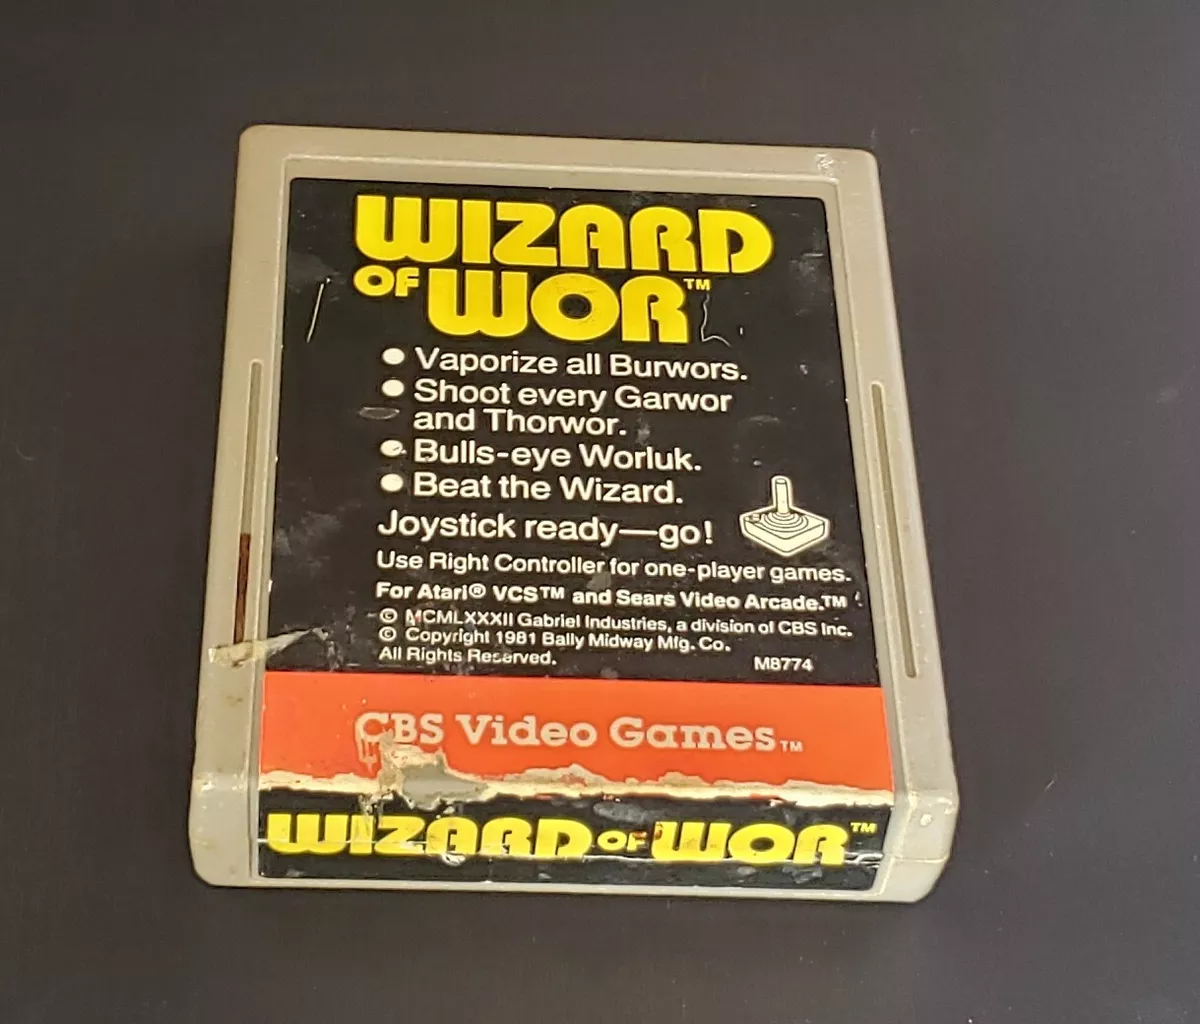 WIZARD
OF WOR™
● Vaporize all Burwors.
● Shoot every Garwor
and Thorwor.
● Bulls-eye Worluk.
● Beat the Wizard.
Joystick ready—go!
Use Right Controller for one-player games.
For Atari® VCS™ and Sears Video Arcade.™
© MCMLXXXII Gabriel Industries, a division of CBS Inc.
© Copyright 1981 Bally Midway Mfg. Co.
All Rights Reserved. M8774
CBS Video Games™
WIZARD OF WOR™